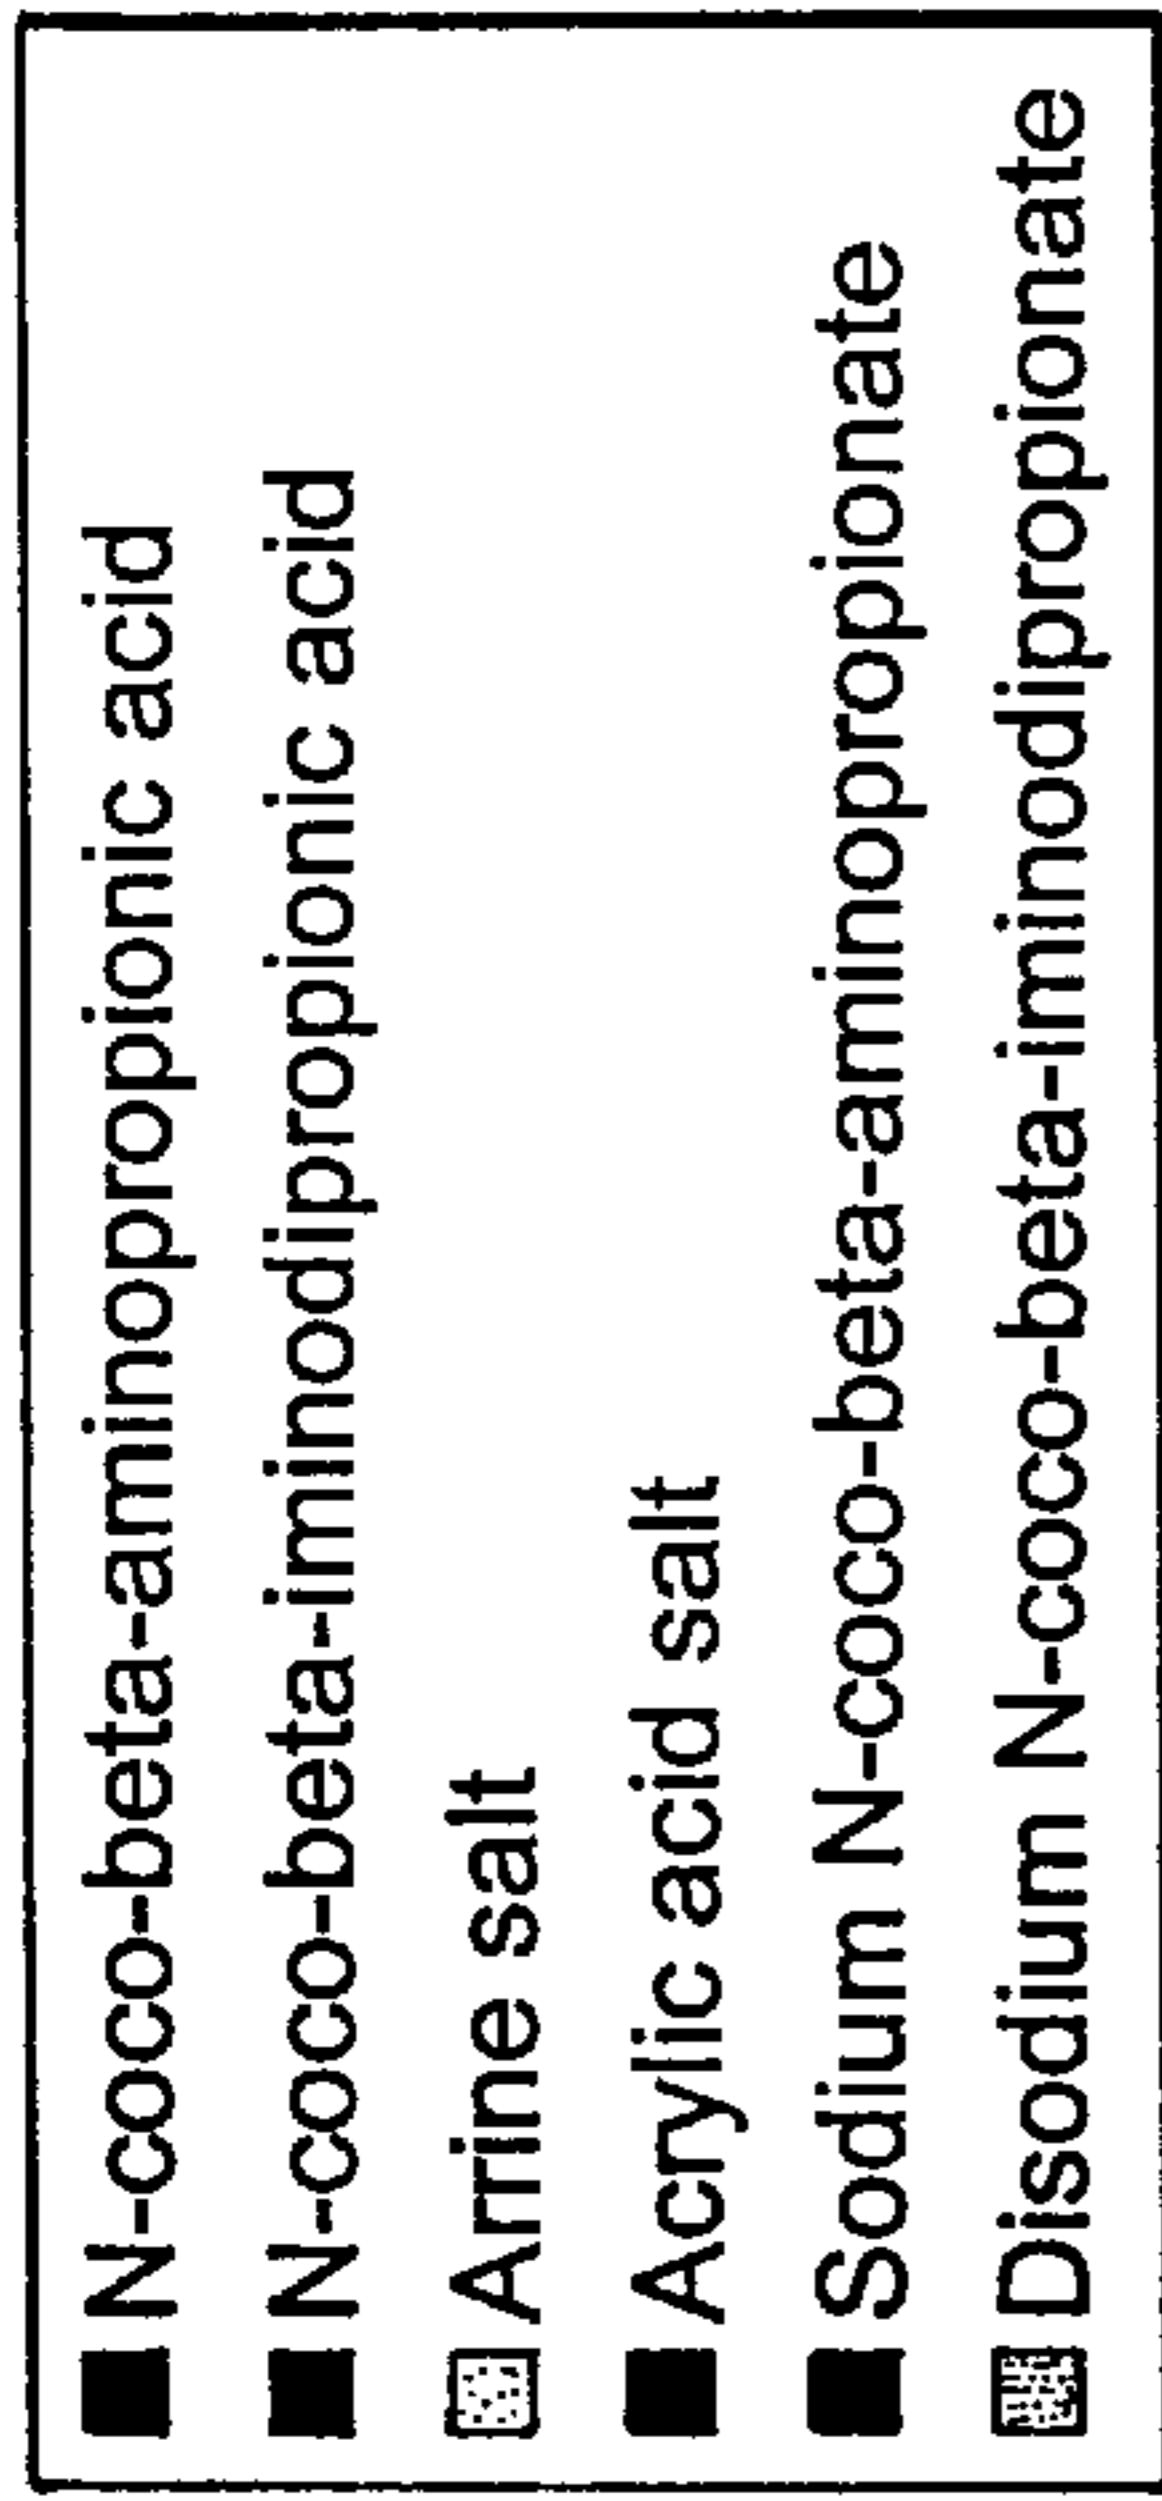 N-coco-beta-aminopropionic acid
N-coco-beta-iminodipropionic acid
Amine salt
Acrylic acid salt
Sodium N-coco-beta-aminopropionate
Disodium N-coco-beta-iminodipropionate